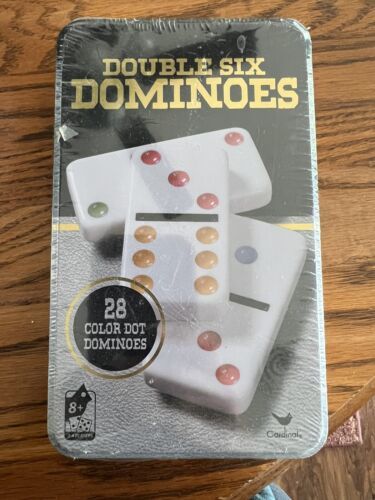 DOUBLE SIX
DOMINOES
28
COLOR DOT
DOMINOES
8+
Cardinal